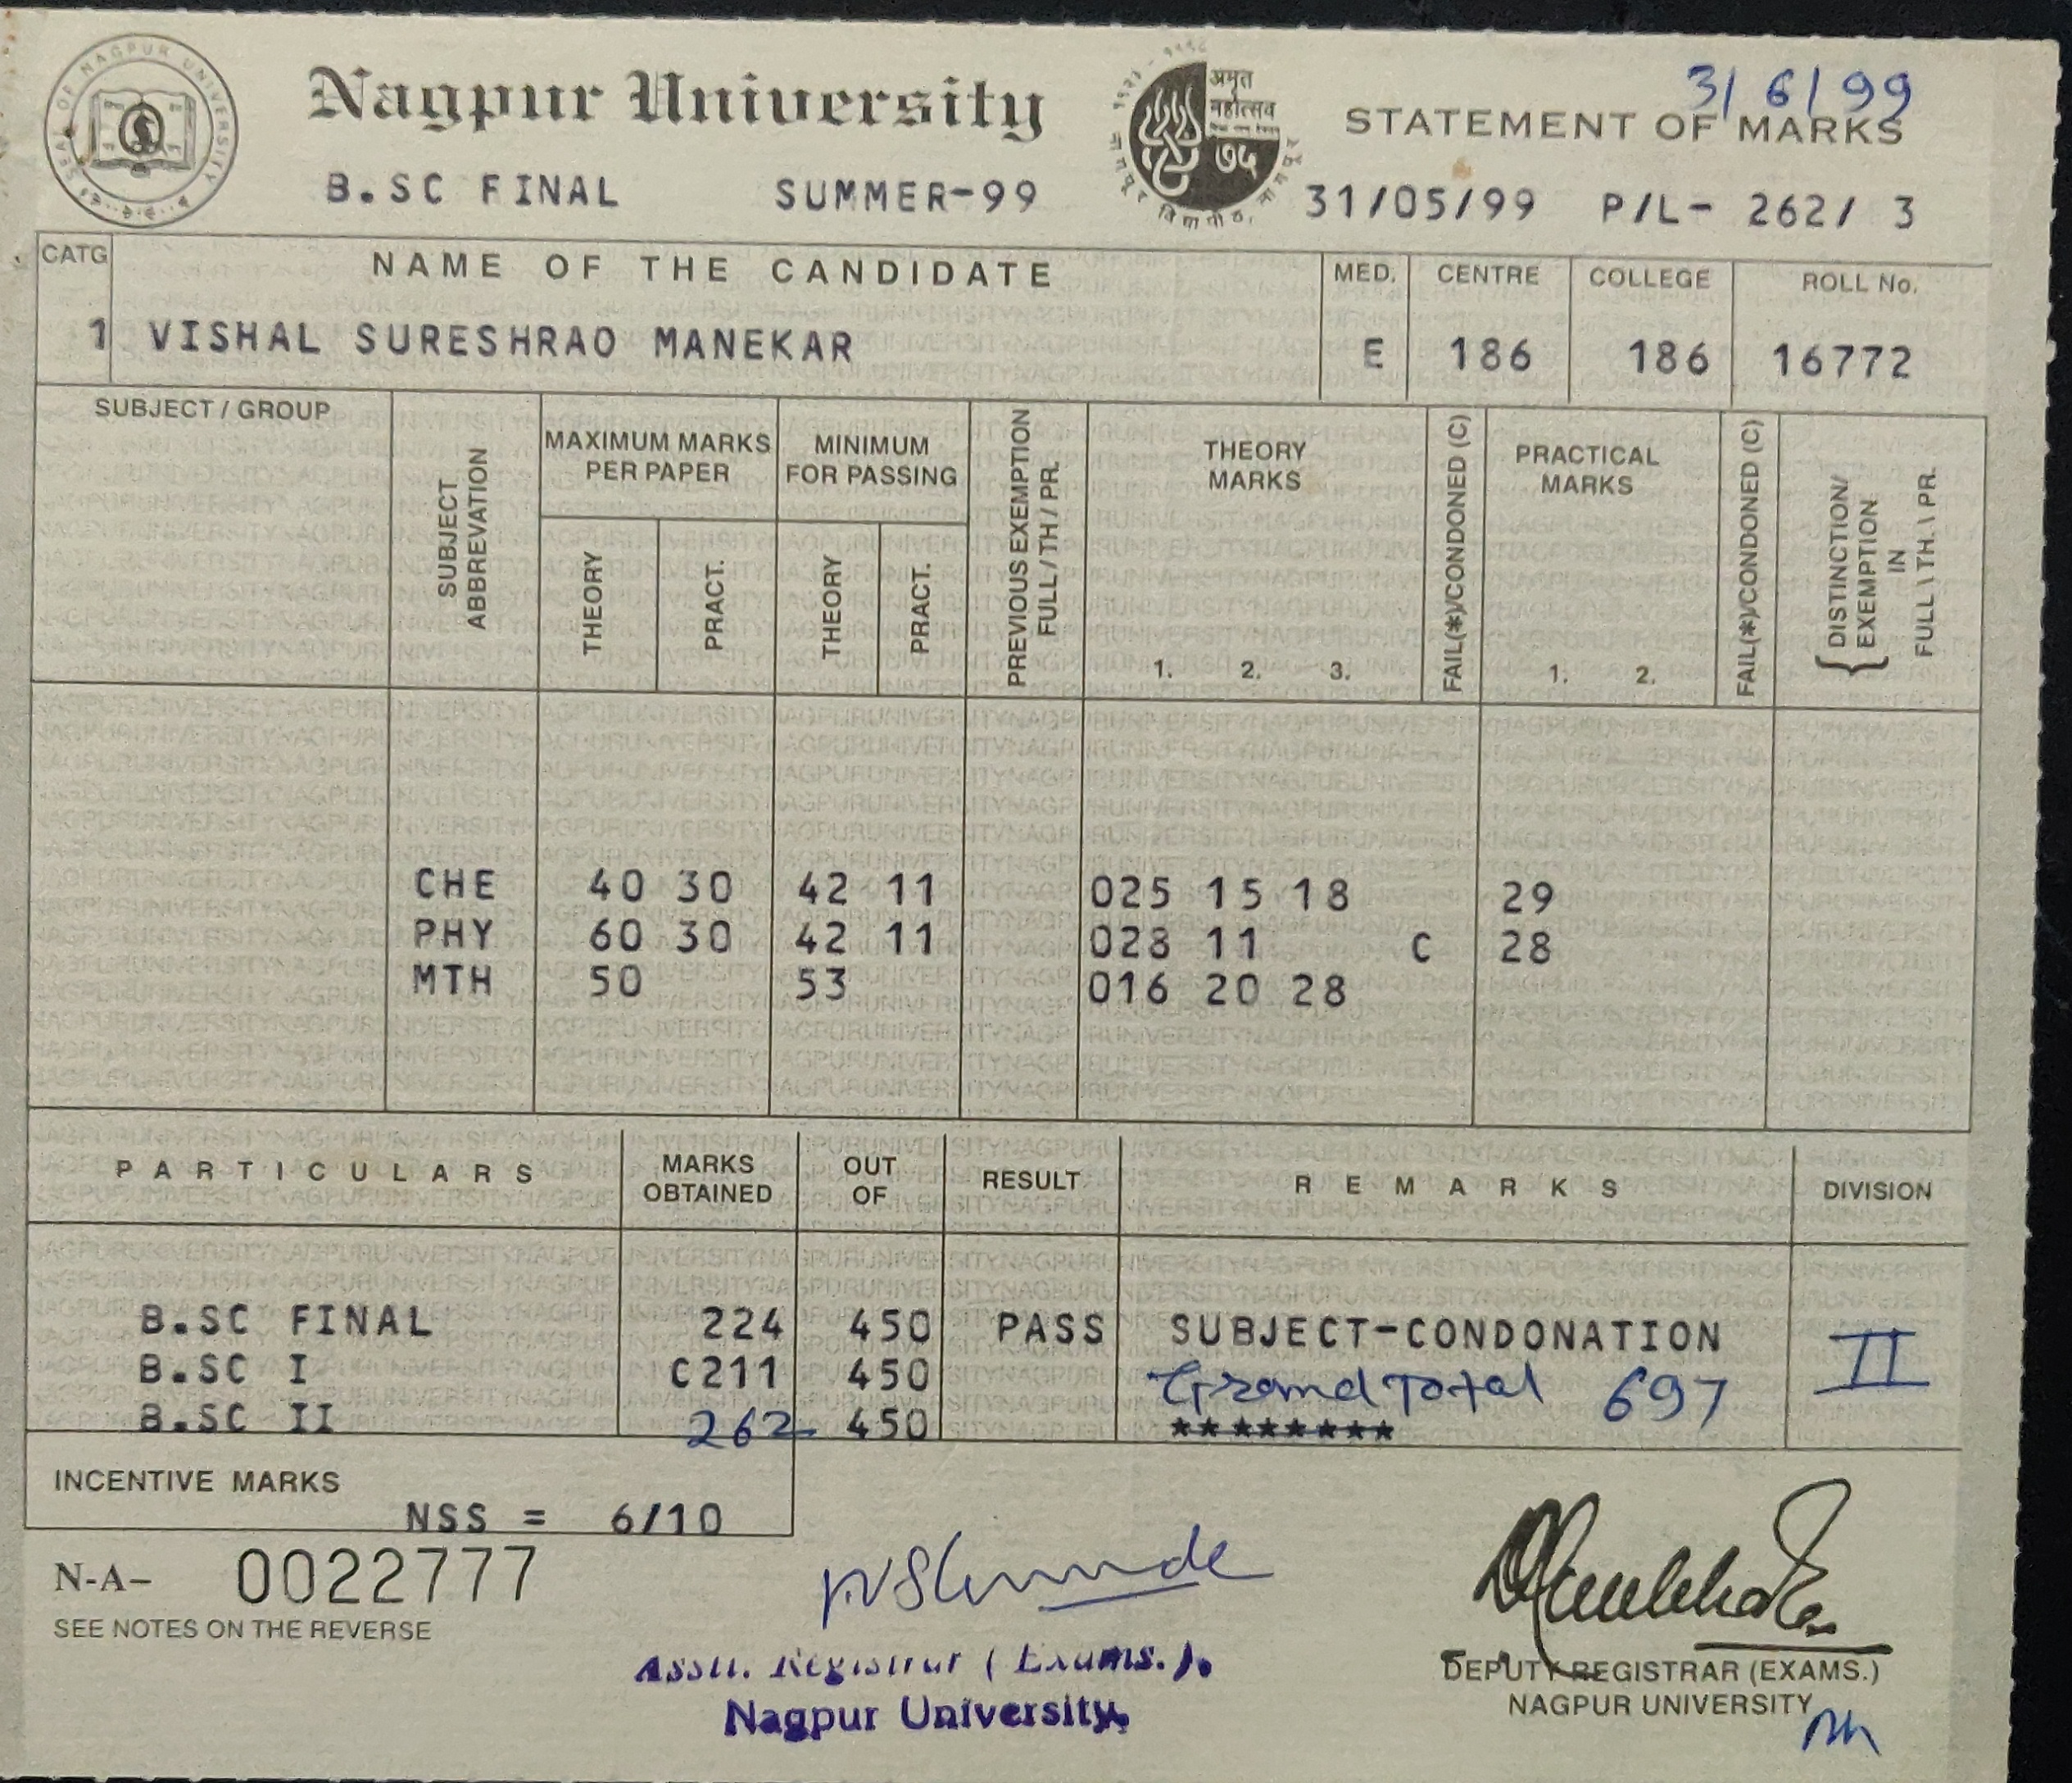 SEAL OF NAGPUR UNIVERSITY
Nagpur University
अमृत
महोत्सव
७५
3/6/99
STATEMENT OF MARKS
B.SC FINAL SUMMER-99 31/05/99 P/L- 262/ 3
CATG NAME OF THE CANDIDATE MED. CENTRE COLLEGE ROLL No.
1 VISHAL SURESHRAO MANEKAR E 186 186 16772
SUBJECT / GROUP
SUBJECT ABBREVATION
MAXIMUM MARKS PER PAPER
THEORY PRACT.
MINIMUM FOR PASSING
THEORY PRACT.
PREVIOUS EXEMPTION FULL / TH / PR.
THEORY MARKS
1. 2. 3.
FAIL(*)/CONDONED (C)
PRACTICAL MARKS
1. 2.
FAIL(*)/CONDONED (C)
{ DISTINCTION/ EXEMPTION IN FULL \ TH. \ PR.
CHE 40 30 42 11 025 15 18 29
PHY 60 30 42 11 028 11 C 28
MTH 50 53 016 20 28
PARTICULARS MARKS OBTAINED OUT OF RESULT REMARKS DIVISION
B.SC FINAL 224 450 PASS SUBJECT-CONDONATION II
B.SC I C211 450 Grand Total 697
B.SC II 262 450 ********
INCENTIVE MARKS
NSS = 6/10
N-A- 0022777
SEE NOTES ON THE REVERSE
Asstt. Registrar (Exams.).
Nagpur University.
DEPUTY REGISTRAR (EXAMS.)
NAGPUR UNIVERSITY